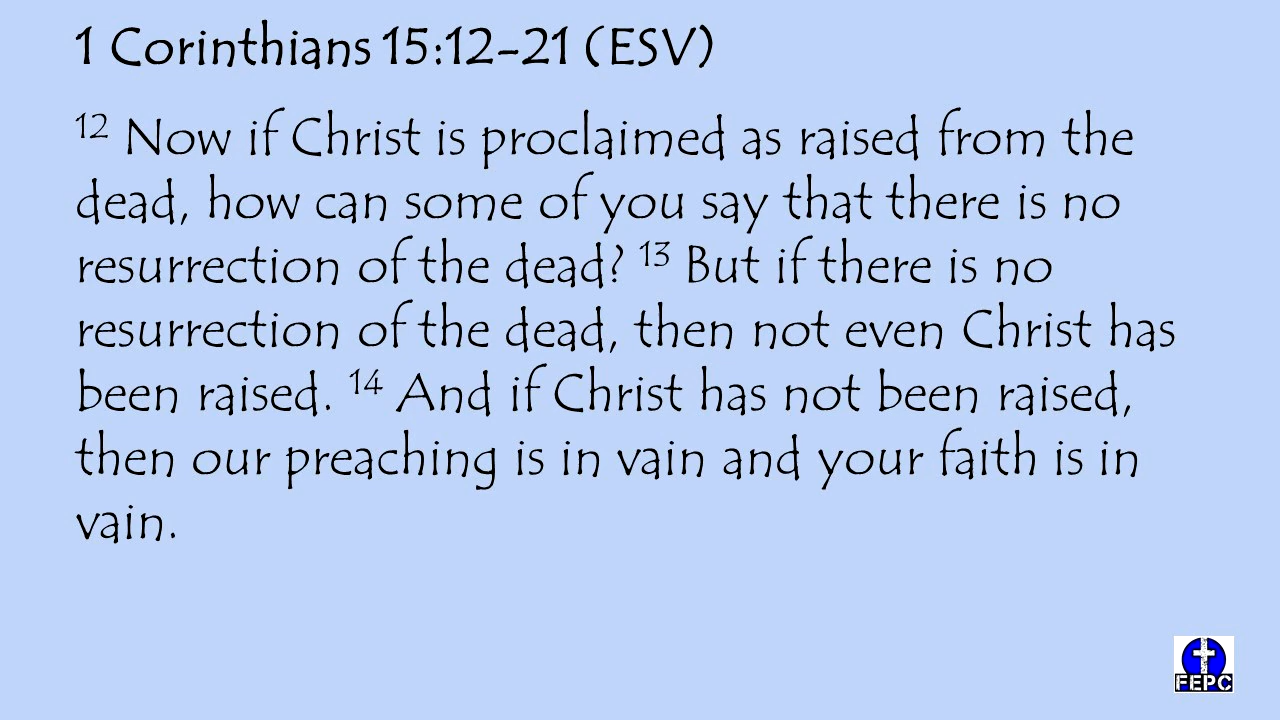 1 Corinthians 15:12-21 (ESV)
12 Now if Christ is proclaimed as raised from the
dead, how can some of you say that there is no
resurrection of the dead? 13 But if there is no
resurrection of the dead, then not even Christ has
been raised. 14 And if Christ has not been raised,
then our preaching is in vain and your faith is in
vain.
FEPC